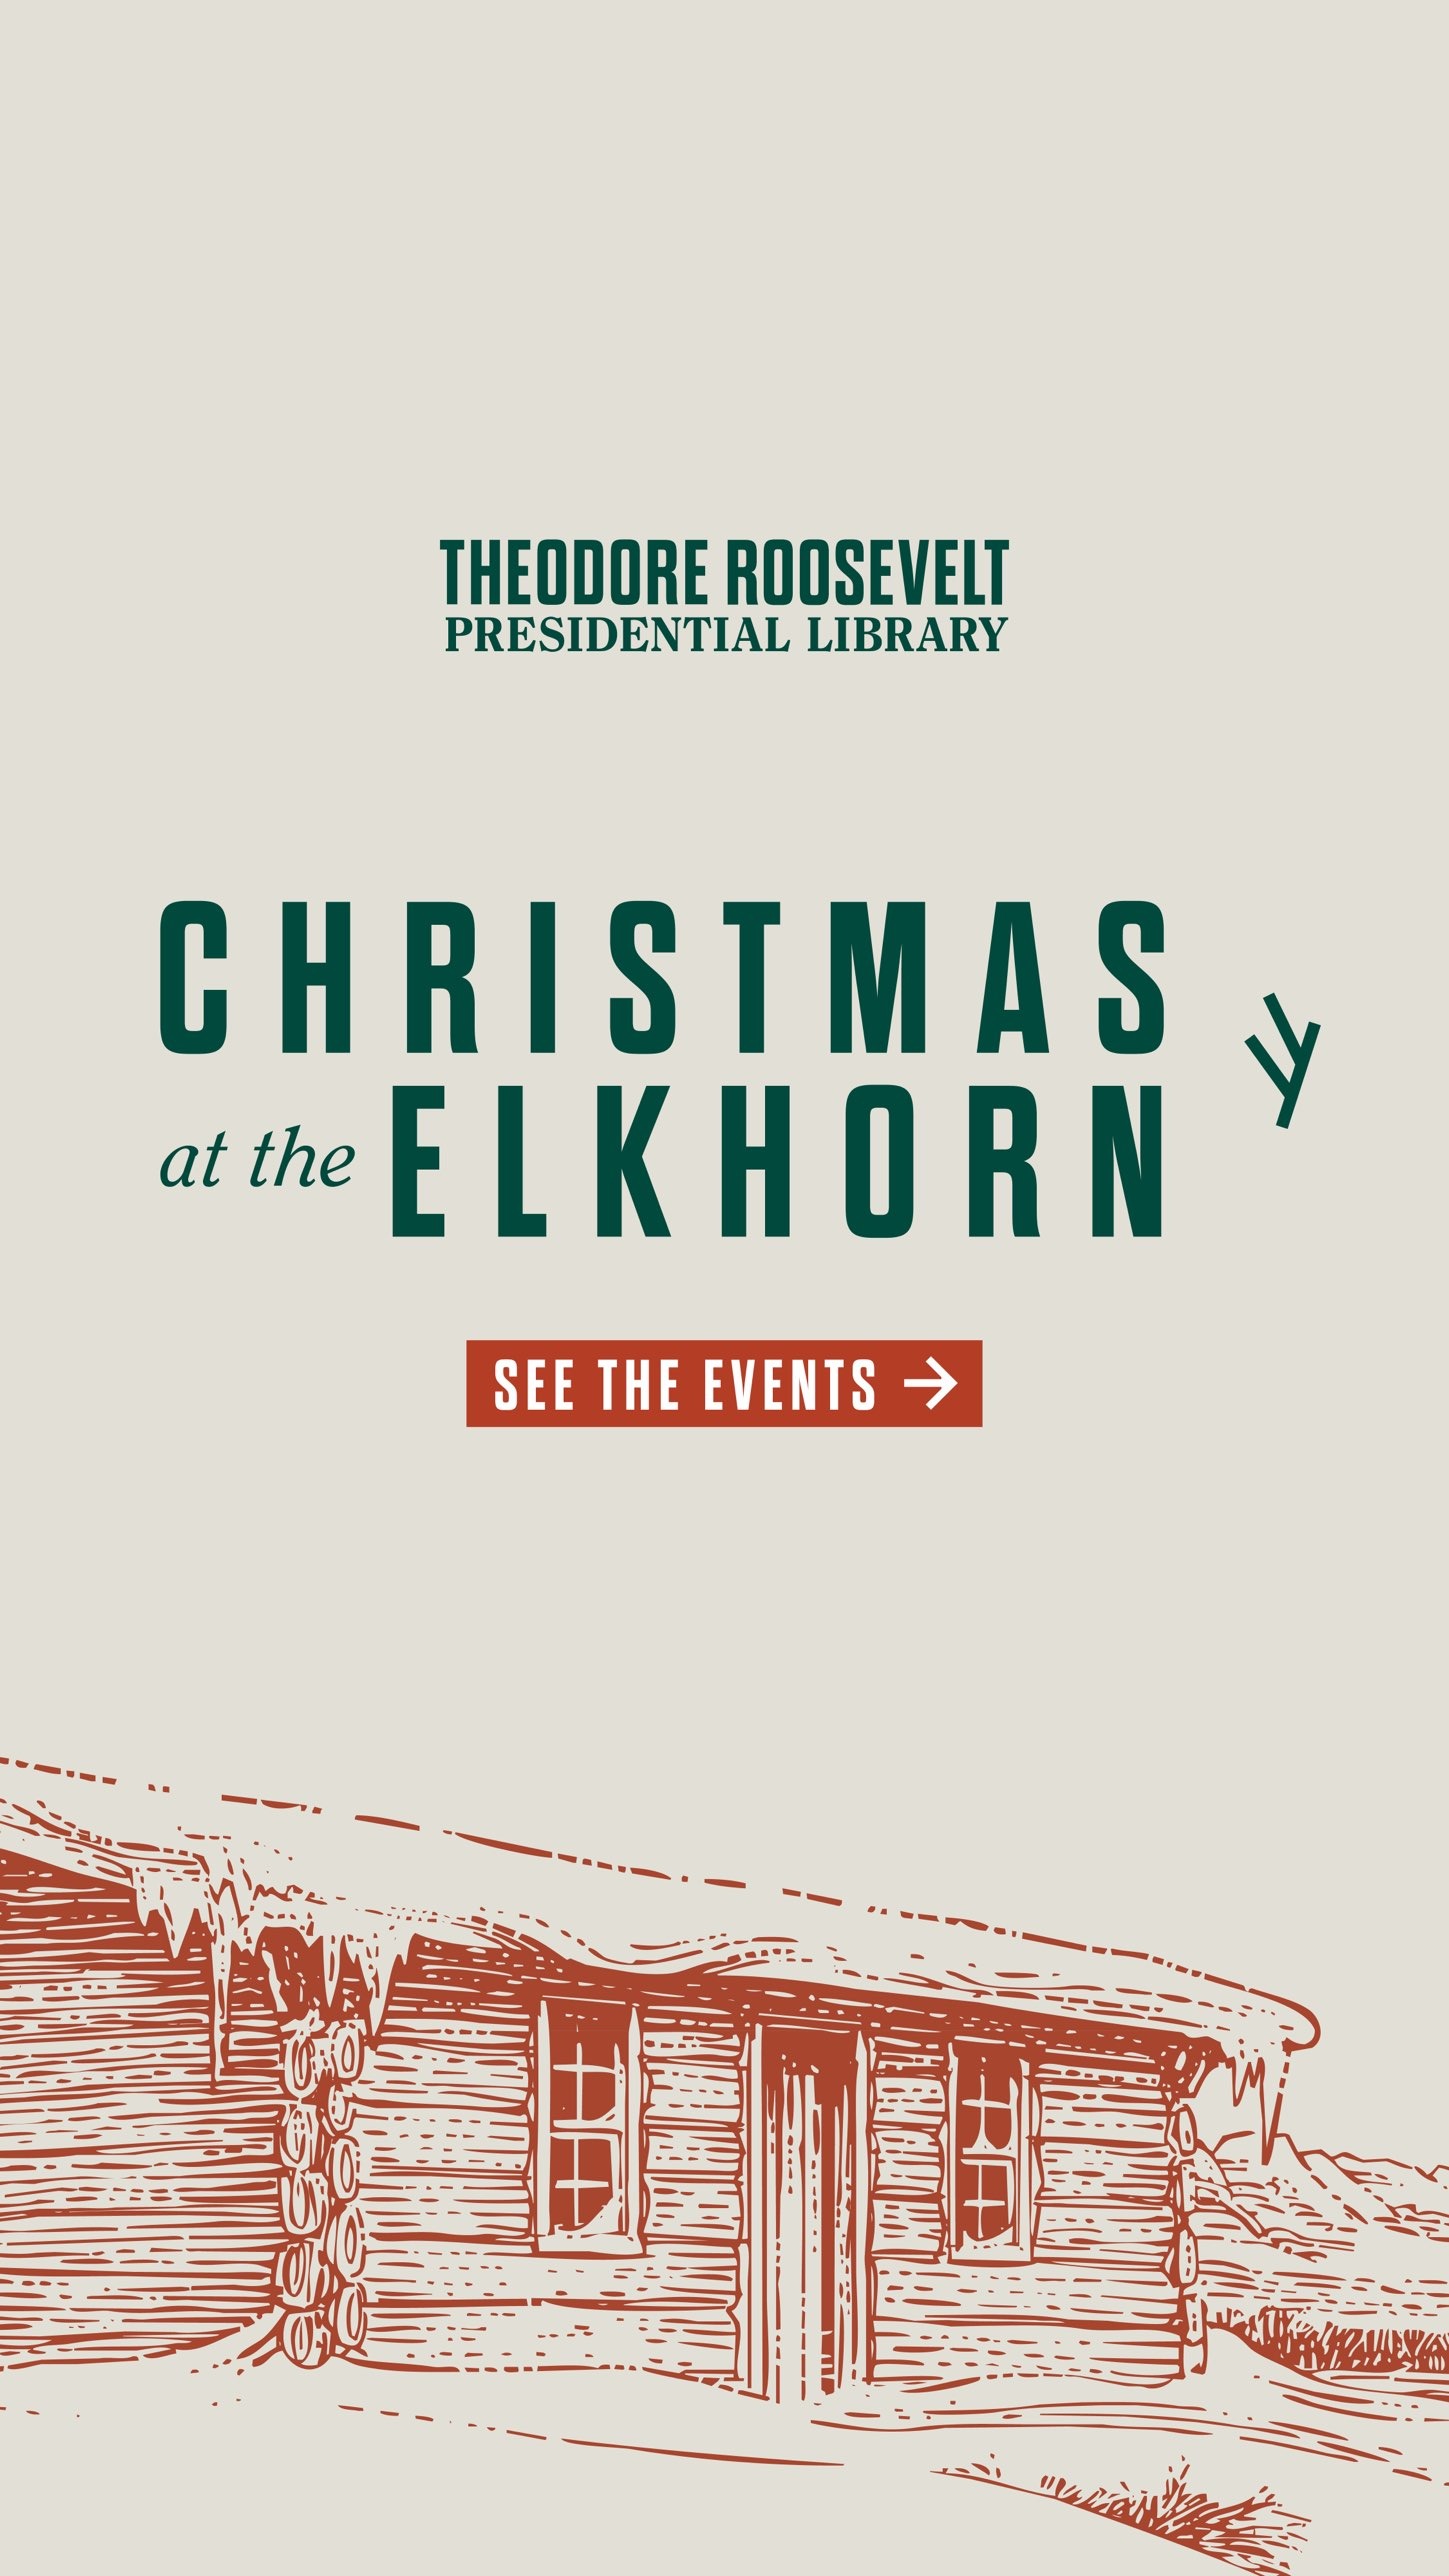 THEODORE ROOSEVELT
PRESIDENTIAL LIBRARY
CHRISTMAS
at the ELKHORN
SEE THE EVENTS →